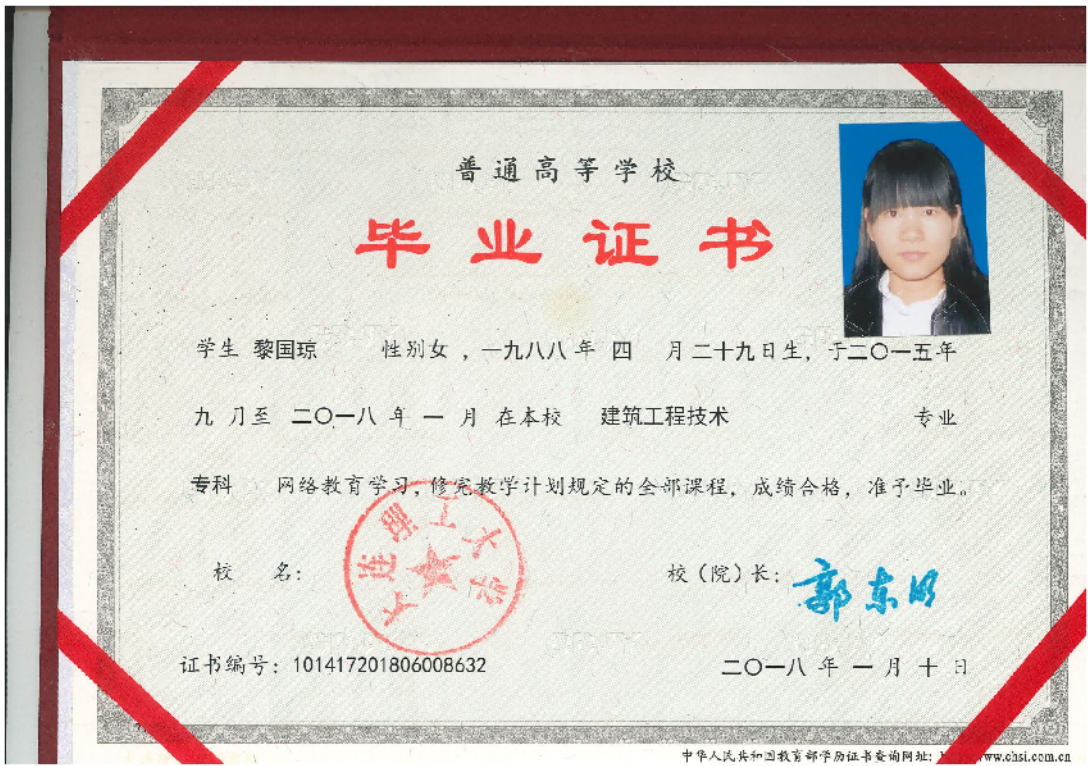 普通高等学校
毕业证书
学生 黎国琼 性别女，一九八八年 四 月二十九日生，于二〇一五年
九 月至 二〇一八 年 一 月 在本校 建筑工程技术 专业
专科 网络教育学习，修完教学计划规定的全部课程，成绩合格，准予毕业。
大连理工大学
校 名： 校（院）长：郭东明
证书编号：101417201806008632 二〇一八 年 一 月 十 日
中华人民共和国教育部学历证书查询网址：www.chsi.com.cn